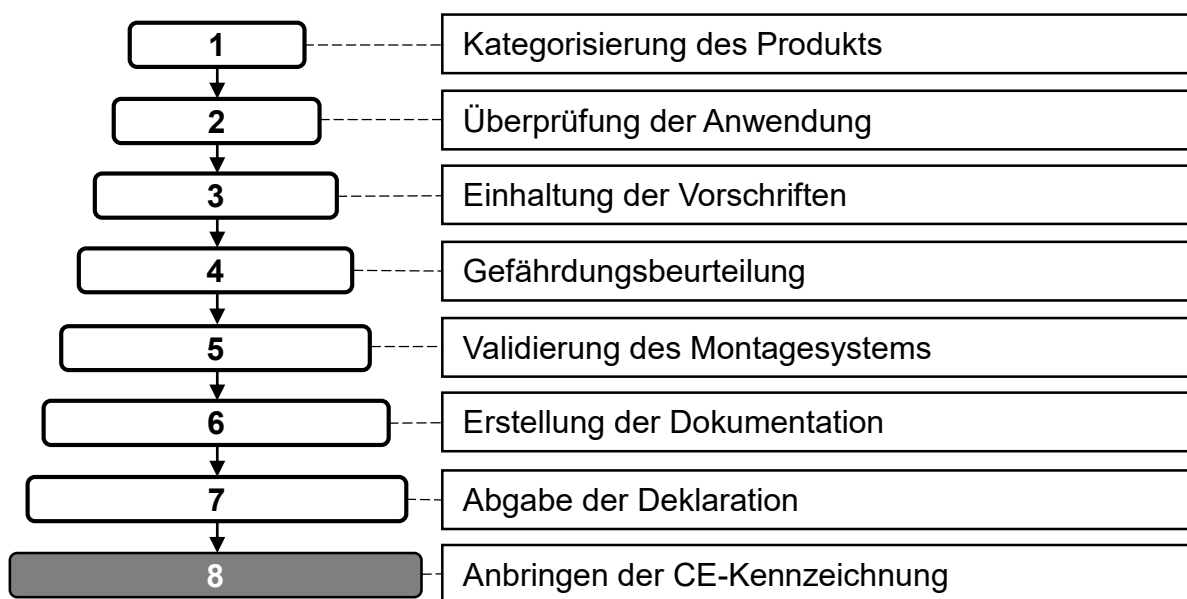 1 Kategorisierung des Produkts
2 Überprüfung der Anwendung
3 Einhaltung der Vorschriften
4 Gefährdungsbeurteilung
5 Validierung des Montagesystems
6 Erstellung der Dokumentation
7 Abgabe der Deklaration
8 Anbringen der CE-Kennzeichnung